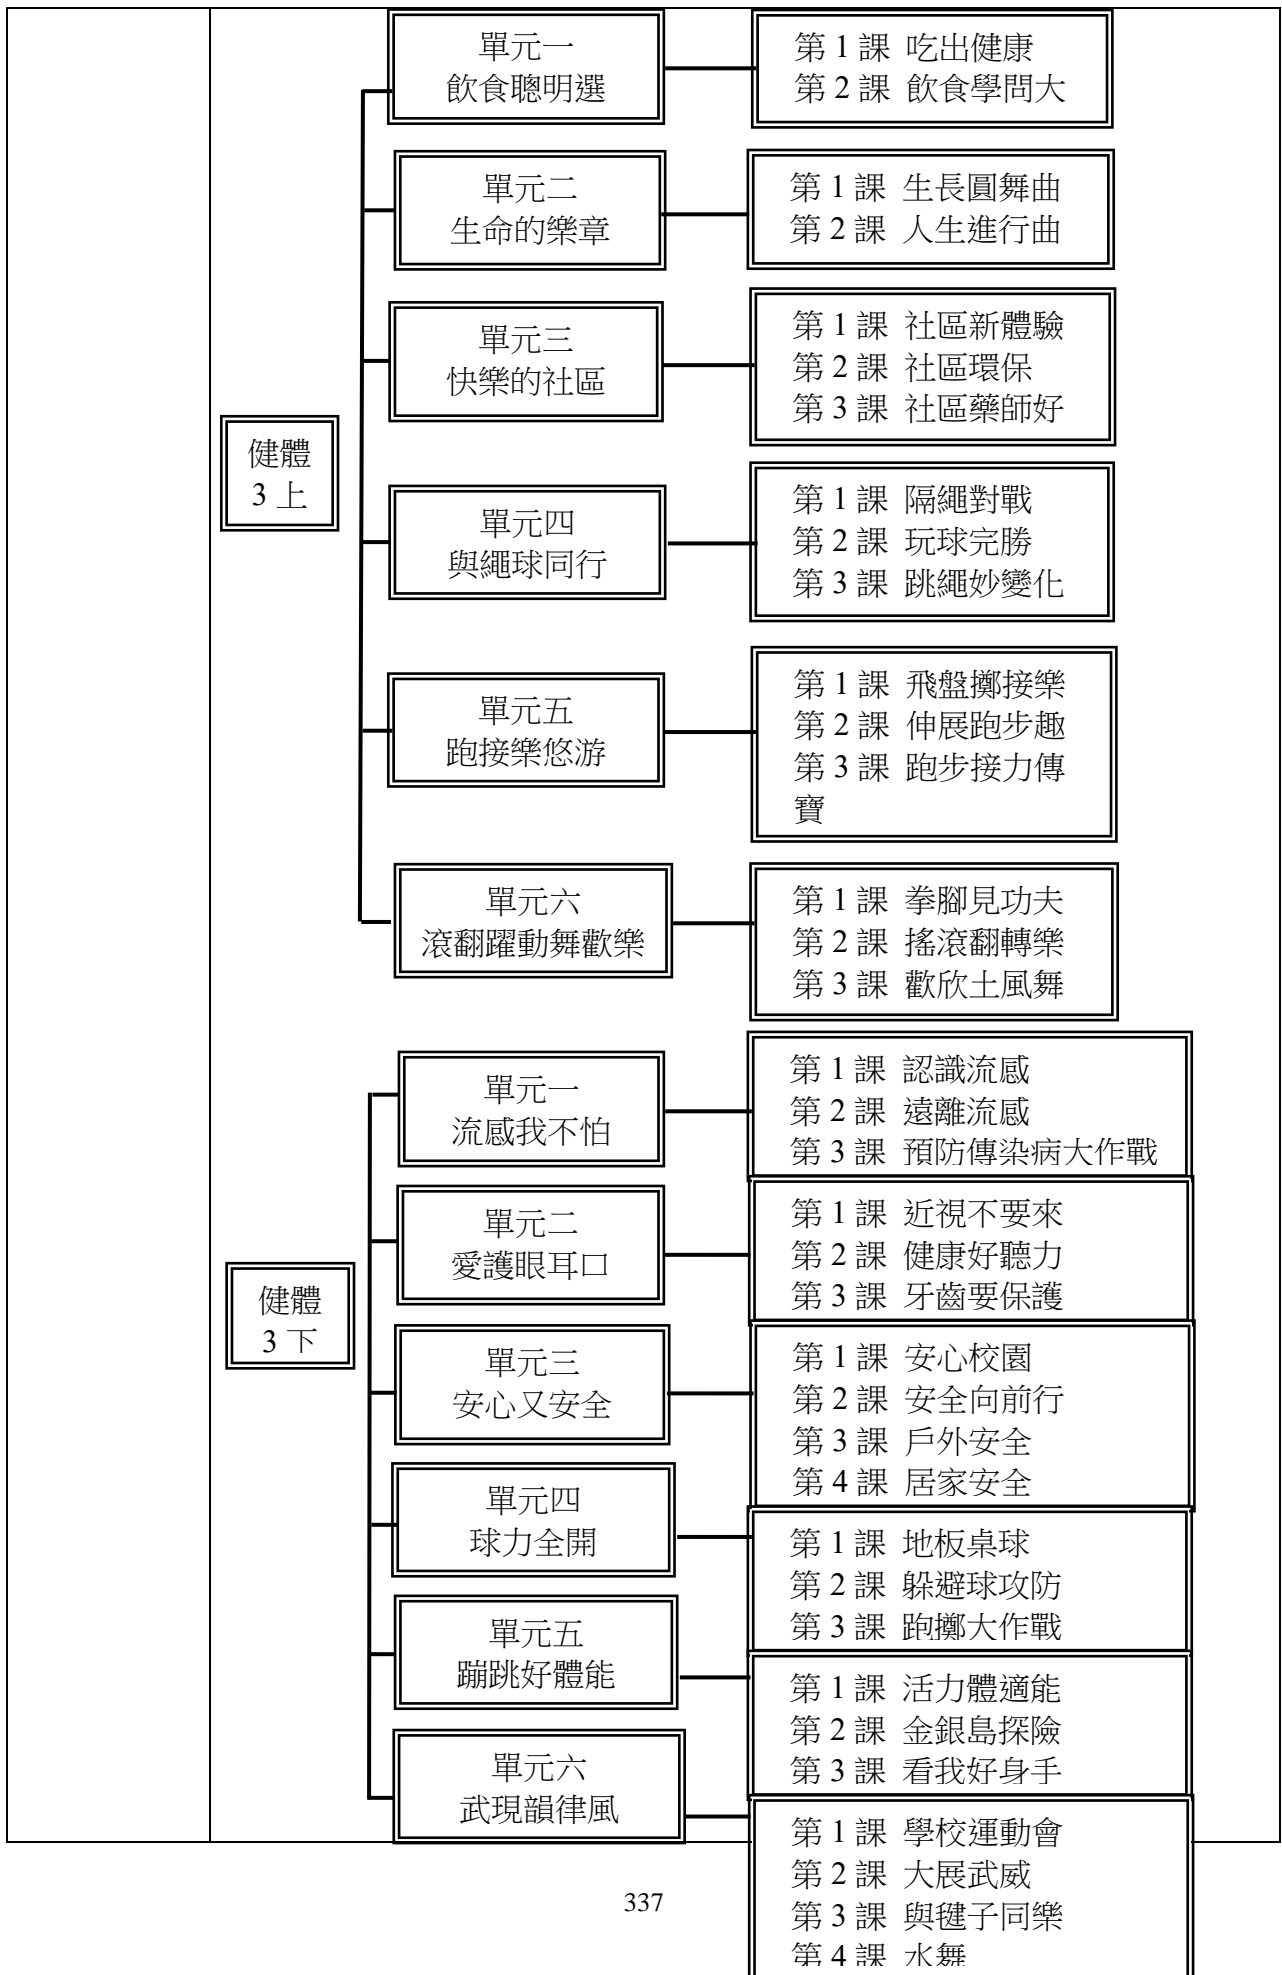 健體
3 上
單元一
飲食聰明選
第 1 課 吃出健康
第 2 課 飲食學問大
單元二
生命的樂章
第 1 課 生長圓舞曲
第 2 課 人生進行曲
單元三
快樂的社區
第 1 課 社區新體驗
第 2 課 社區環保
第 3 課 社區藥師好
單元四
與繩球同行
第 1 課 隔繩對戰
第 2 課 玩球完勝
第 3 課 跳繩妙變化
單元五
跑接樂悠游
第 1 課 飛盤擲接樂
第 2 課 伸展跑步趣
第 3 課 跑步接力傳
寶
單元六
滾翻躍動舞歡樂
第 1 課 拳腳見功夫
第 2 課 搖滾翻轉樂
第 3 課 歡欣土風舞
健體
3 下
單元一
流感我不怕
第 1 課 認識流感
第 2 課 遠離流感
第 3 課 預防傳染病大作戰
單元二
愛護眼耳口
第 1 課 近視不要來
第 2 課 健康好聽力
第 3 課 牙齒要保護
單元三
安心又安全
第 1 課 安心校園
第 2 課 安全向前行
第 3 課 戶外安全
第 4 課 居家安全
單元四
球力全開
第 1 課 地板桌球
第 2 課 躲避球攻防
第 3 課 跑擲大作戰
單元五
蹦跳好體能
第 1 課 活力體適能
第 2 課 金銀島探險
第 3 課 看我好身手
單元六
武現韻律風
第 1 課 學校運動會
第 2 課 大展武威
第 3 課 與毽子同樂
第 4 課 水舞
337